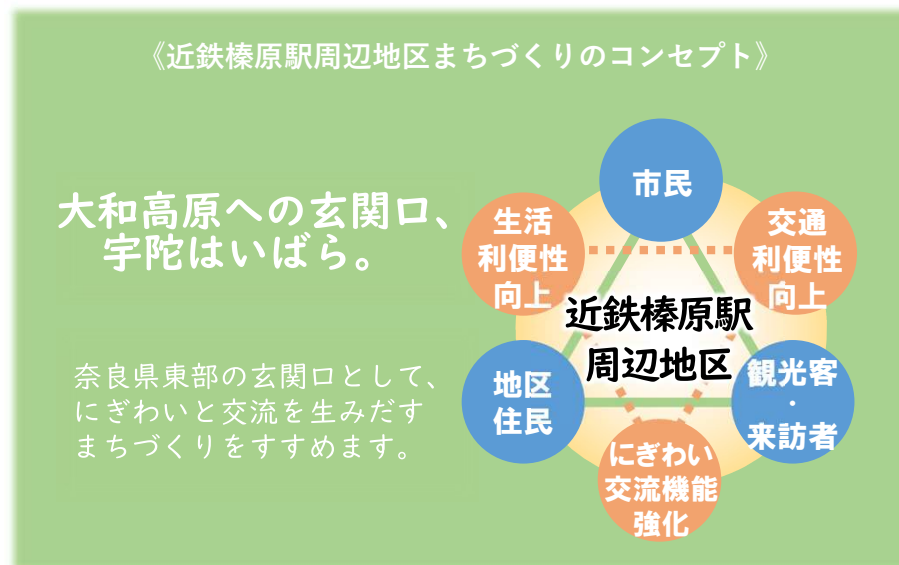 《近鉄榛原駅周辺地区まちづくりのコンセプト》
大和高原への玄関口、
宇陀はいばら。
奈良県東部の玄関口として、
にぎわいと交流を生みだす
まちづくりをすすめます。
市民
生活
利便性
向上
交通
利便性
向上
近鉄榛原駅
周辺地区
地区
住民
観光客
・
来訪者
にぎわい
交流機能
強化